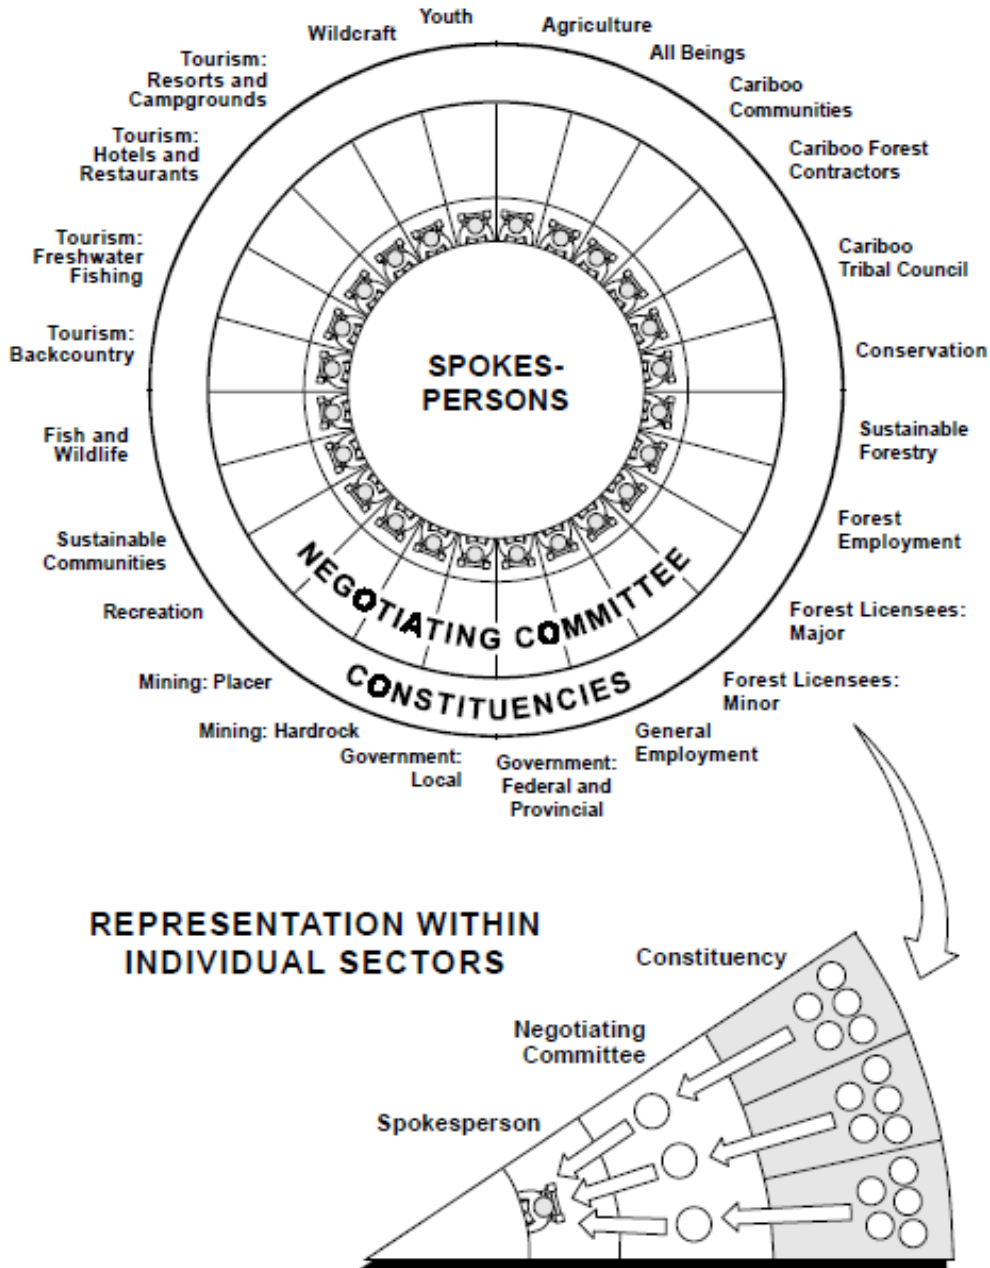 Youth
Agriculture
Wildcraft
All Beings
Tourism:
Resorts and
Campgrounds
Cariboo
Communities
Tourism:
Hotels and
Restaurants
Cariboo Forest
Contractors
Tourism:
Freshwater
Fishing
Cariboo
Tribal Council
Tourism:
Backcountry
Conservation
SPOKES-
PERSONS
Fish and
Wildlife
Sustainable
Forestry
Sustainable
Communities
Forest
Employment
NEGOTIATING COMMITTEE
Recreation
Forest Licensees:
Major
CONSTITUENCIES
Mining: Placer
Forest Licensees:
Minor
Mining: Hardrock
General
Employment
Government:
Local
Government:
Federal and
Provincial
REPRESENTATION WITHIN
INDIVIDUAL SECTORS
Constituency
Negotiating
Committee
Spokesperson